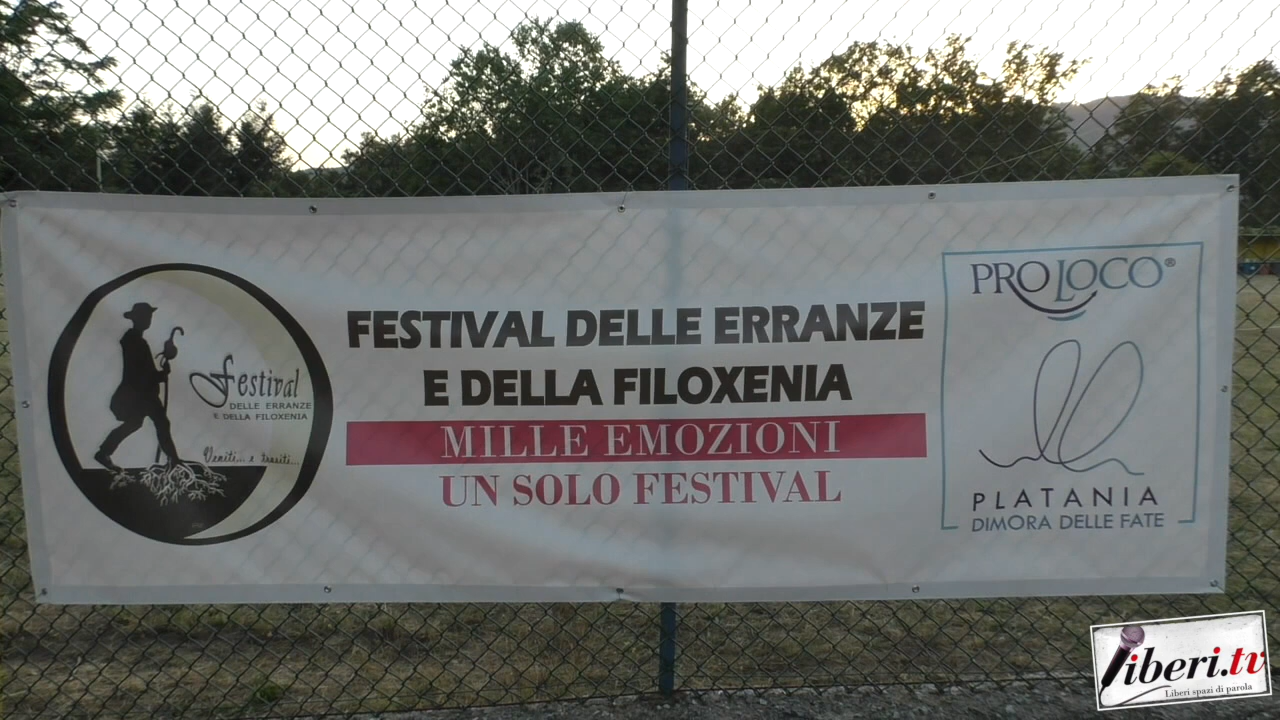 Festival
DELLE ERRANZE
E DELLA FILOXENIA
Veniti... e trasiti...
FESTIVAL DELLE ERRANZE
E DELLA FILOXENIA
MILLE EMOZIONI
UN SOLO FESTIVAL
PRO LOCO®
PLATANIA
DIMORA DELLE FATE
liberi.tv
Liberi spazi di parola